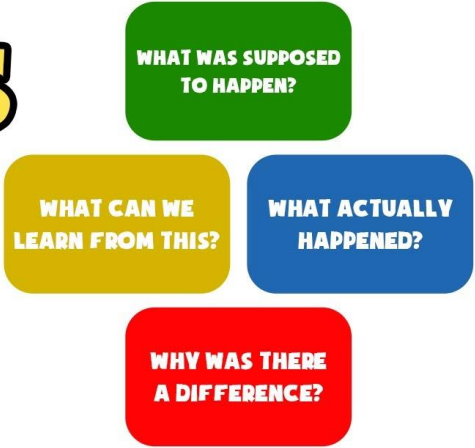 WHAT WAS SUPPOSED
TO HAPPEN?
WHAT CAN WE
LEARN FROM THIS?
WHAT ACTUALLY
HAPPENED?
WHY WAS THERE
A DIFFERENCE?